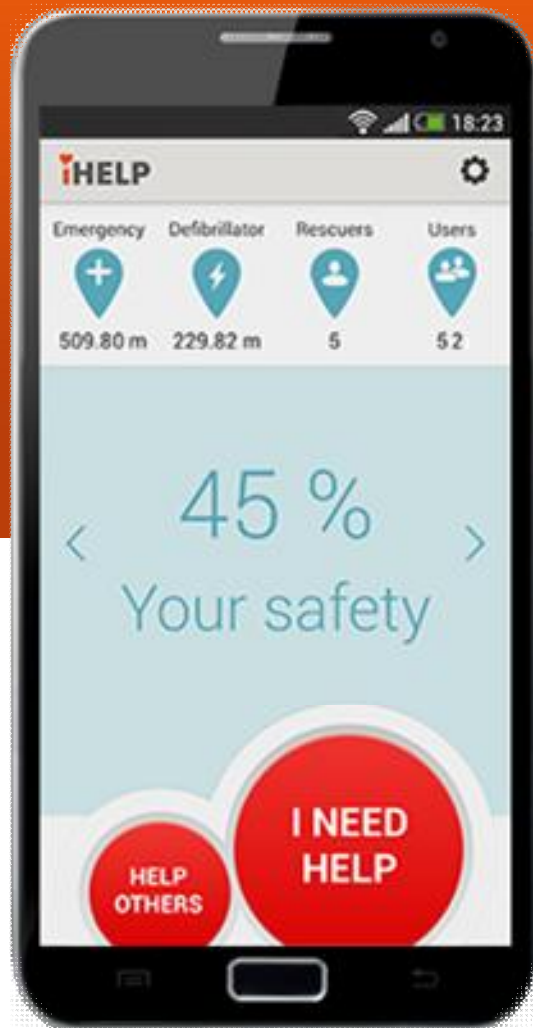 18:23
iHELP
Emergency Defibrillator Rescuers Users
509.80 m 229.82 m 5 52
45 %
< >
Your safety
I NEED
HELP
HELP
OTHERS